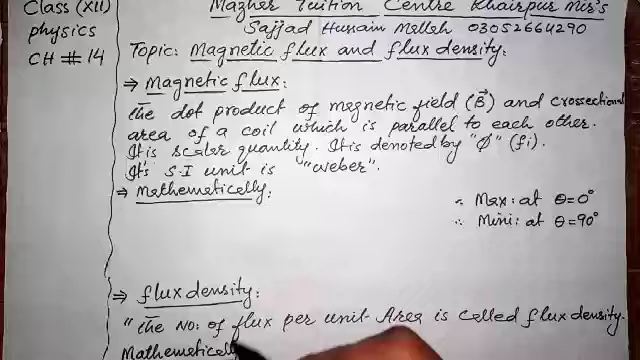 Class (XII)
physics
CH # 14
Mazher Tuition Centre Khairpur Mir's
Sajjad Hussain Melleh 03052664290
Topic: Magnetic flux and flux density:
⇒ Magnetic flux:
The dot product of megnetic field (B⃗) and crossectional
area of a coil which is parallel to each other.
It is scaler quantity. It is denoted by "Φ" (fi).
It's S.I unit is "weber".
⇒ Mathematically:
∴ Max: at θ=0°
∴ Mini: at θ=90°
⇒ flux density:
"The No: of flux per unit Area is called flux density.
Mathematically